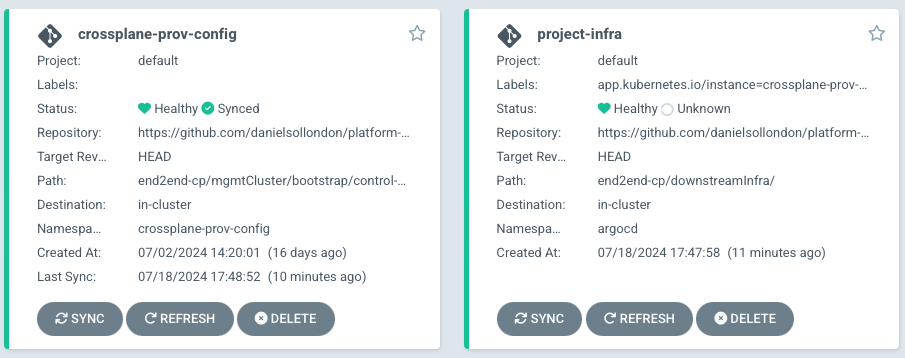 crossplane-prov-config
Project: default
Labels:
Status: Healthy Synced
Repository: https://github.com/danielsollondon/platform-...
Target Rev... HEAD
Path: end2end-cp/mgmtCluster/bootstrap/control-...
Destination: in-cluster
Namespa... crossplane-prov-config
Created At: 07/02/2024 14:20:01 (16 days ago)
Last Sync: 07/18/2024 17:48:52 (10 minutes ago)
SYNC REFRESH DELETE
project-infra
Project: default
Labels: app.kubernetes.io/instance=crossplane-prov-...
Status: Healthy Unknown
Repository: https://github.com/danielsollondon/platform-...
Target Rev... HEAD
Path: end2end-cp/downstreamInfra/
Destination: in-cluster
Namespa... argocd
Created At: 07/18/2024 17:47:58 (11 minutes ago)
SYNC REFRESH DELETE